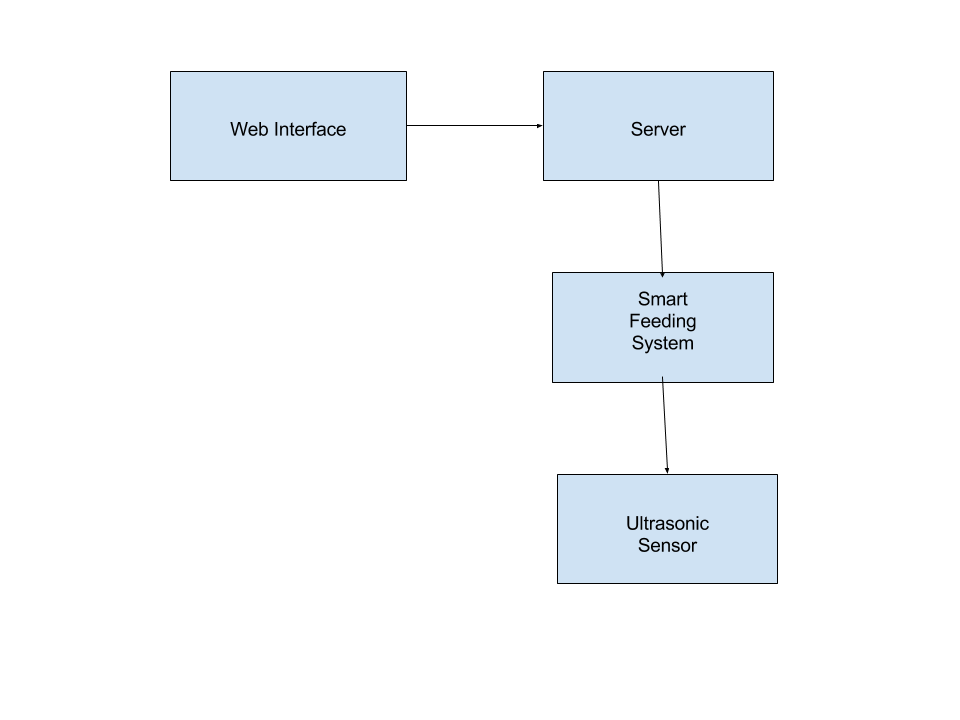 Web Interface
Server
Smart
Feeding
System
Ultrasonic
Sensor